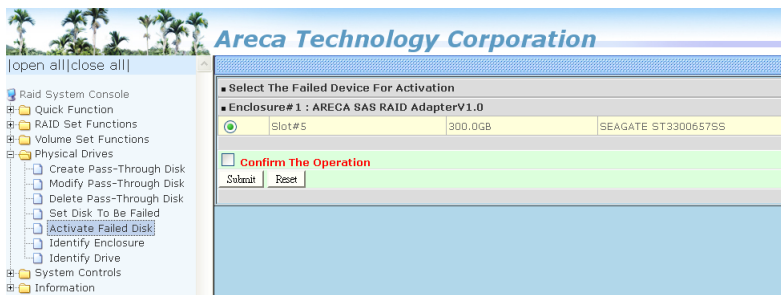 Areca Technology Corporation
|open all|close all|
Raid System Console
Quick Function
RAID Set Functions
Volume Set Functions
Physical Drives
Create Pass-Through Disk
Modify Pass-Through Disk
Delete Pass-Through Disk
Set Disk To Be Failed
Activate Failed Disk
Identify Enclosure
Identify Drive
System Controls
Information
Select The Failed Device For Activation
Enclosure#1 : ARECA SAS RAID AdapterV1.0
Slot#5 300.0GB SEAGATE ST3300657SS
Confirm The Operation
Submit Reset